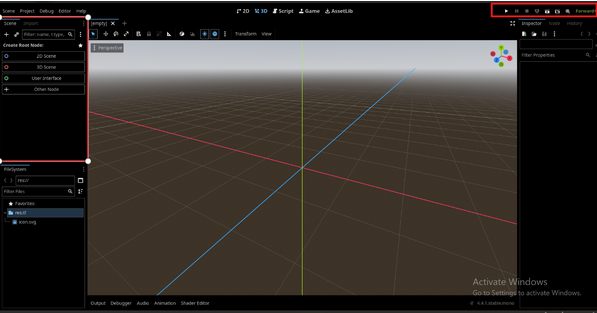 Scene Project Debug Editor Help
2D 3D Script Game AssetLib
Forward+
Scene Import
[empty]
Inspector Node History
Filter: name, t:type,
Transform View
Create Root Node:
Perspective
2D Scene
3D Scene
User Interface
Other Node
Filter Properties
FileSystem
res://
Filter Files
Favorites:
res://
icon.svg
Activate Windows
Go to Settings to activate Windows.
Output Debugger Audio Animation Shader Editor
4.4.1.stable.mono